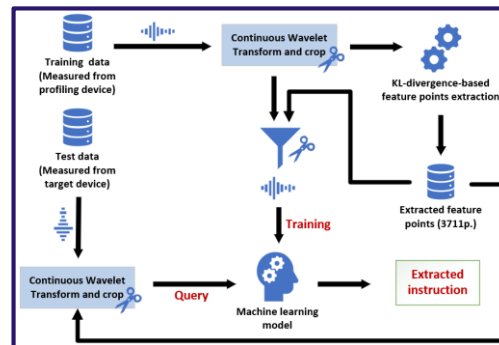 Training data
(Measured from
profiling device)
Continuous Wavelet
Transform and crop
KL-divergence-based
feature points extraction
Test data
(Measured from
target device)
Extracted feature
points (3711p.)
Training
Continuous Wavelet
Transform and crop
Query
Machine learning
model
Extracted
instruction